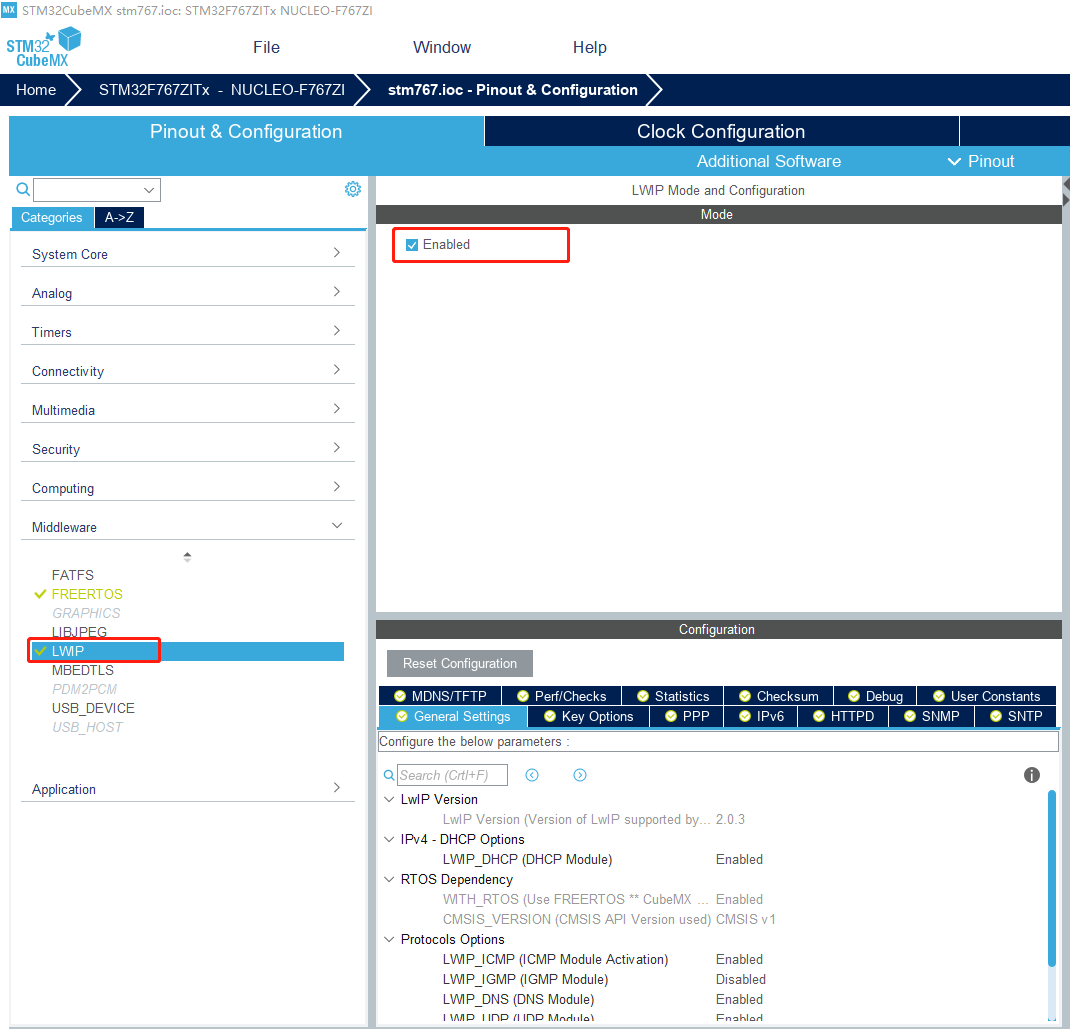 MX STM32CubeMX stm767.ioc: STM32F767ZITx NUCLEO-F767ZI
STM32
CubeMX
File Window Help
Home STM32F767ZITx - NUCLEO-F767ZI stm767.ioc - Pinout & Configuration
Pinout & Configuration Clock Configuration
Additional Software Pinout
LWIP Mode and Configuration
Categories A->Z
Mode
Enabled
System Core
Analog
Timers
Connectivity
Multimedia
Security
Computing
Middleware
FATFS
FREERTOS
GRAPHICS
LIBJPEG
LWIP
MBEDTLS
PDM2PCM
USB_DEVICE
USB_HOST
Application
Configuration
Reset Configuration
MDNS/TFTP Perf/Checks Statistics Checksum Debug User Constants
General Settings Key Options PPP IPv6 HTTPD SNMP SNTP
Configure the below parameters :
Search (Crtl+F)
LwIP Version
LwIP Version (Version of LwIP supported by... 2.0.3
IPv4 - DHCP Options
LWIP_DHCP (DHCP Module) Enabled
RTOS Dependency
WITH_RTOS (Use FREERTOS ** CubeMX ... Enabled
CMSIS_VERSION (CMSIS API Version used) CMSIS v1
Protocols Options
LWIP_ICMP (ICMP Module Activation) Enabled
LWIP_IGMP (IGMP Module) Disabled
LWIP_DNS (DNS Module) Enabled
LWIP_UDP (UDP Module) Enabled